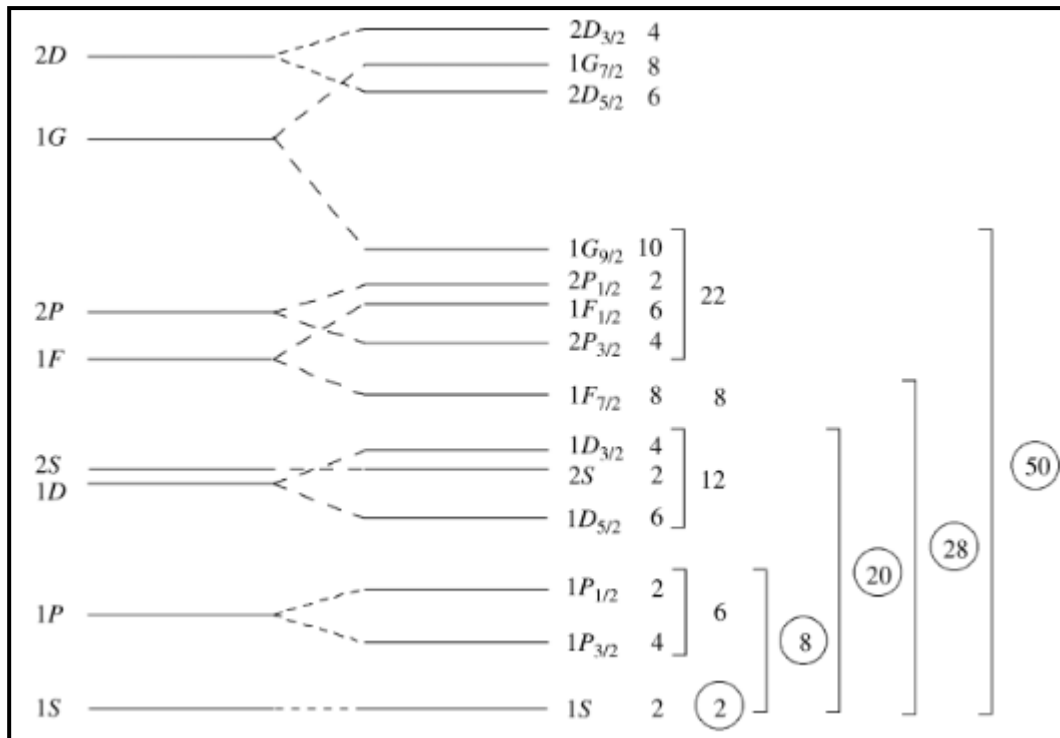 2D
2D3/2 4
1G7/2 8
2D5/2 6
1G
1G9/2 10
2P1/2 2
22
2P
1F1/2 6
2P3/2 4
1F
1F7/2 8 8
1D3/2 4
2S
2S 2
12
50
1D
1D5/2 6
28
20
1P1/2 2
1P
6
1P3/2 4
8
1S
1S 2 2